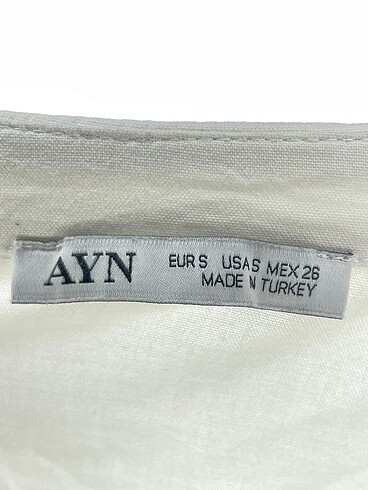 AYN
EUR S USA S MEX 26
MADE IN TURKEY